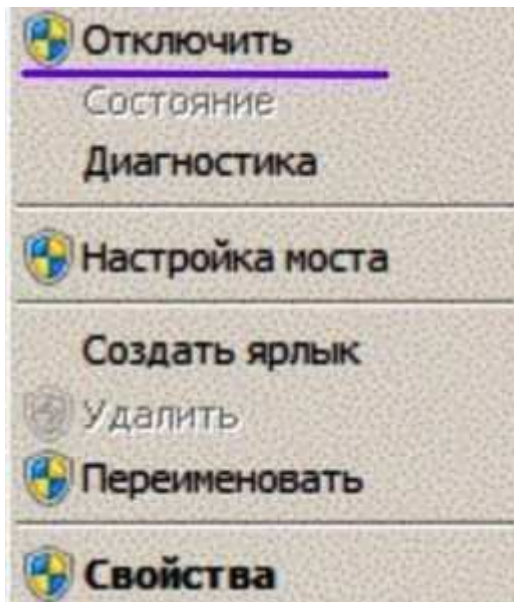 Отключить
Состояние
Диагностика
Настройка моста
Создать ярлык
Удалить
Переименовать
Свойства